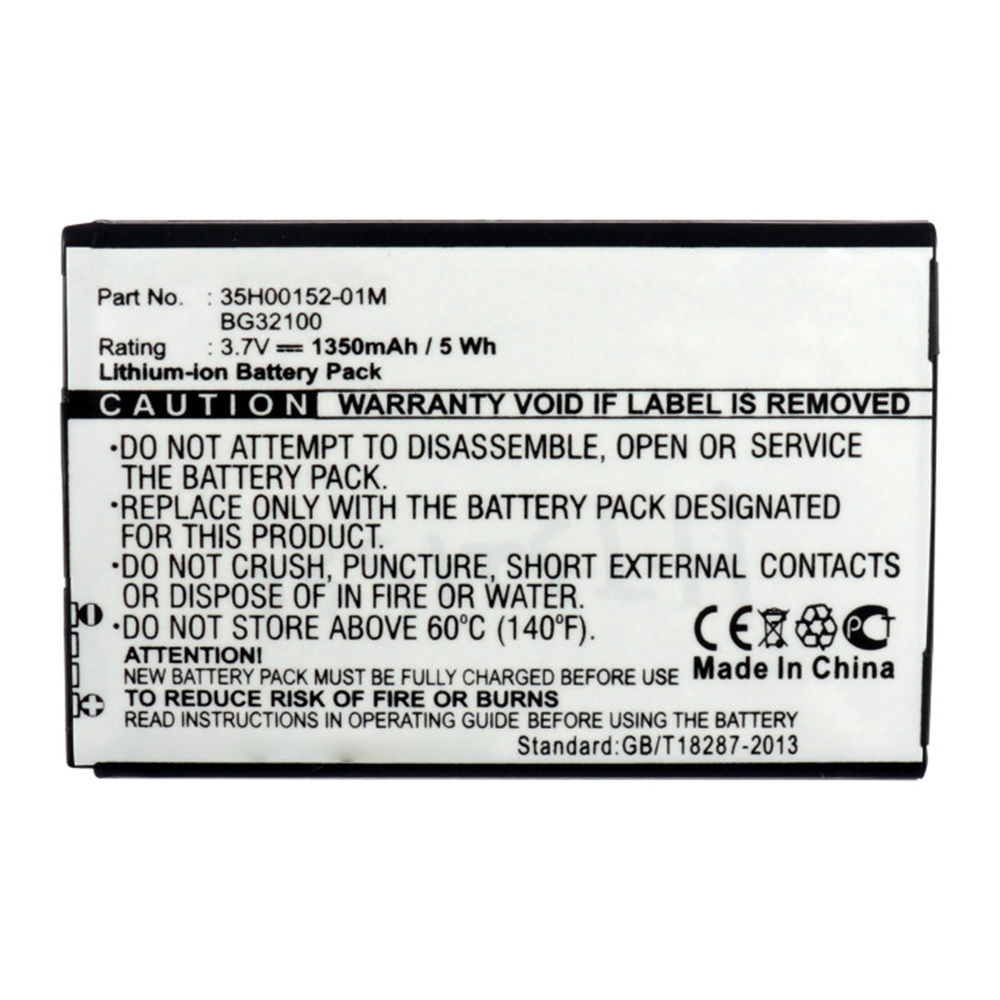 Part No. : 35H00152-01M
BG32100
Rating : 3.7V 1350mAh / 5 Wh
Lithium-ion Battery Pack
CAUTION WARRANTY VOID IF LABEL IS REMOVED
·DO NOT ATTEMPT TO DISASSEMBLE, OPEN OR SERVICE
THE BATTERY PACK.
·REPLACE ONLY WITH THE BATTERY PACK DESIGNATED
FOR THIS PRODUCT.
·DO NOT CRUSH, PUNCTURE, SHORT EXTERNAL CONTACTS
OR DISPOSE OF IN FIRE OR WATER.
·DO NOT STORE ABOVE 60°C (140°F).
CE PCT
Made In China
ATTENTION!
NEW BATTERY PACK MUST BE FULLY CHARGED BEFORE USE
TO REDUCE RISK OF FIRE OR BURNS
READ INSTRUCTIONS IN OPERATING GUIDE BEFORE USE THE BATTERY
Standard:GB/T18287-2013